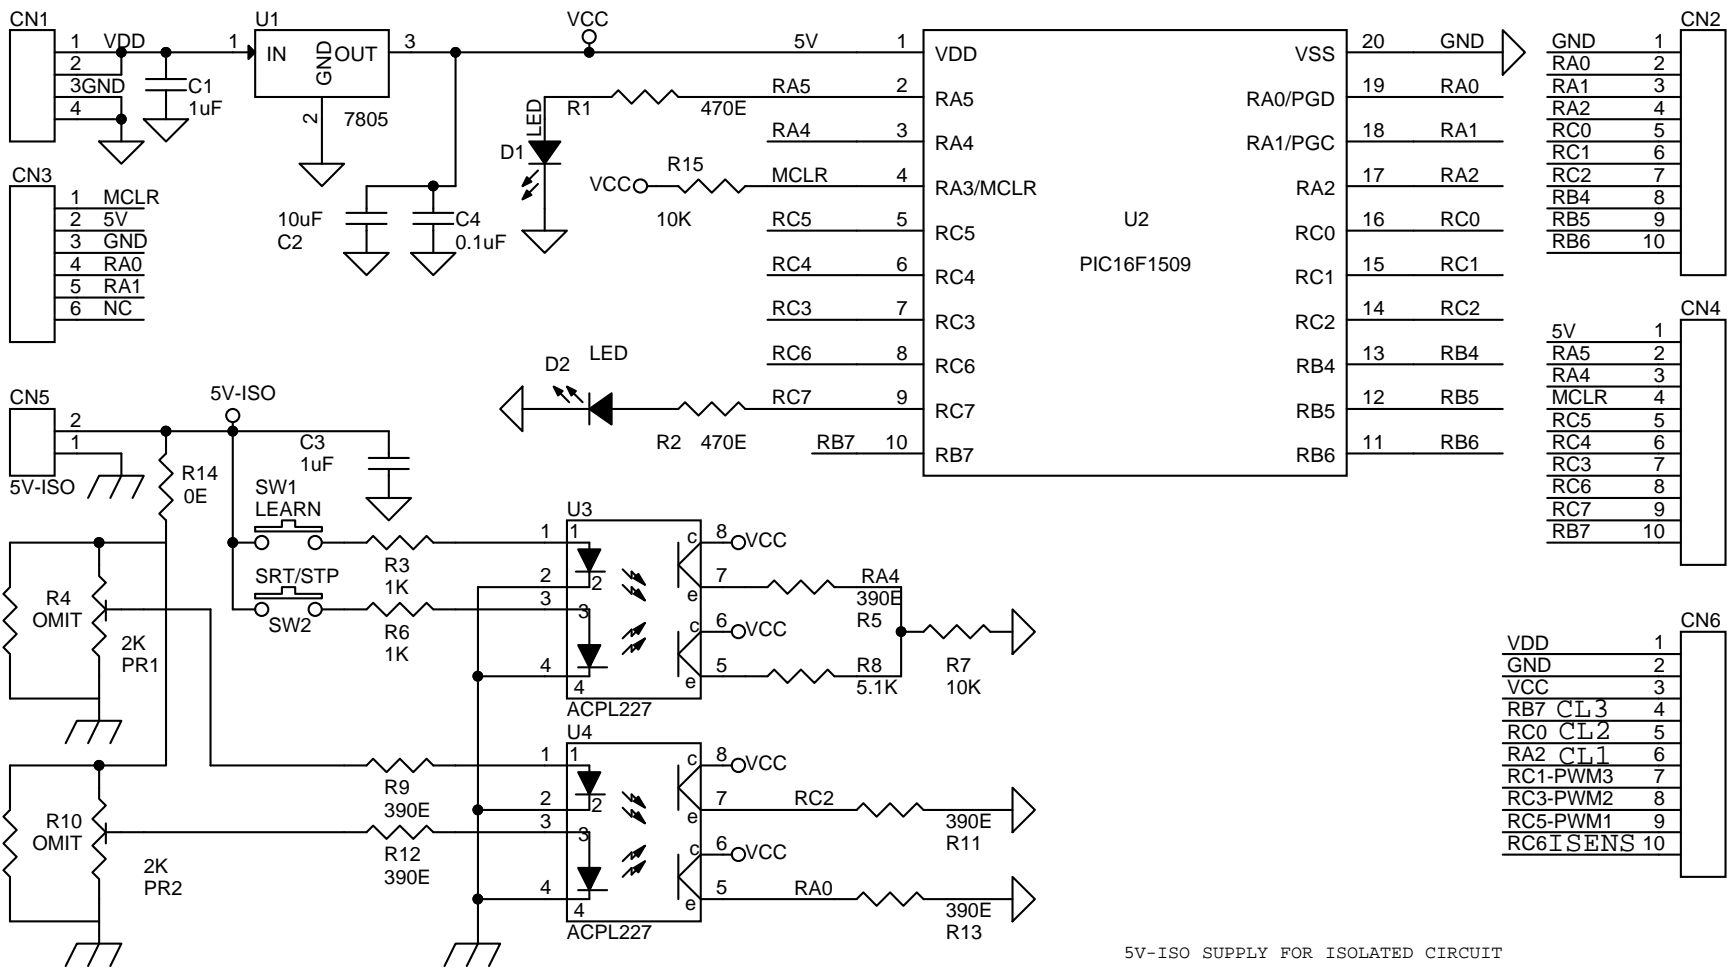 CN1
1 VDD
2
3GND
4
C1
1uF
U1
1 IN GND OUT 3
2 7805
VCC
CN3
1 MCLR
2 5V
3 GND
4 RA0
5 RA1
6 NC
10uF
C2
C4
0.1uF
D1 LED
R1 470E
VCC R15
10K
D2 LED
R2 470E
5V 1 VDD
RA5 2 RA5
RA4 3 RA4
MCLR 4 RA3/MCLR
RC5 5 RC5
RC4 6 RC4
RC3 7 RC3
RC6 8 RC6
RC7 9 RC7
RB7 10 RB7
U2
PIC16F1509
VSS 20 GND
RA0/PGD 19 RA0
RA1/PGC 18 RA1
RA2 17 RA2
RC0 16 RC0
RC1 15 RC1
RC2 14 RC2
RB4 13 RB4
RB5 12 RB5
RB6 11 RB6
CN2
GND 1
RA0 2
RA1 3
RA2 4
RC0 5
RC1 6
RC2 7
RB4 8
RB5 9
RB6 10
CN4
5V 1
RA5 2
RA4 3
MCLR 4
RC5 5
RC4 6
RC3 7
RC6 8
RC7 9
RB7 10
CN5
2
1
5V-ISO
5V-ISO
R14
0E
C3
1uF
SW1
LEARN
SRT/STP
SW2
R3
1K
R6
1K
R4
OMIT
2K
PR1
R10
OMIT
2K
PR2
R9
390E
R12
390E
U3
1 1 c 8 VCC
2 2 e 7 RA4
390E
R5
3 3 c 6 VCC
4 4 e 5 R8
5.1K
ACPL227
R7
10K
U4
1 1 c 8 VCC
2 2 e 7 RC2
390E
R11
3 3 c 6 VCC
4 4 e 5 RA0
390E
R13
ACPL227
CN6
VDD 1
GND 2
VCC 3
RB7 CL3 4
RC0 CL2 5
RA2 CL1 6
RC1-PWM3 7
RC3-PWM2 8
RC5-PWM1 9
RC6 ISENS 10
5V-ISO SUPPLY FOR ISOLATED CIRCUIT